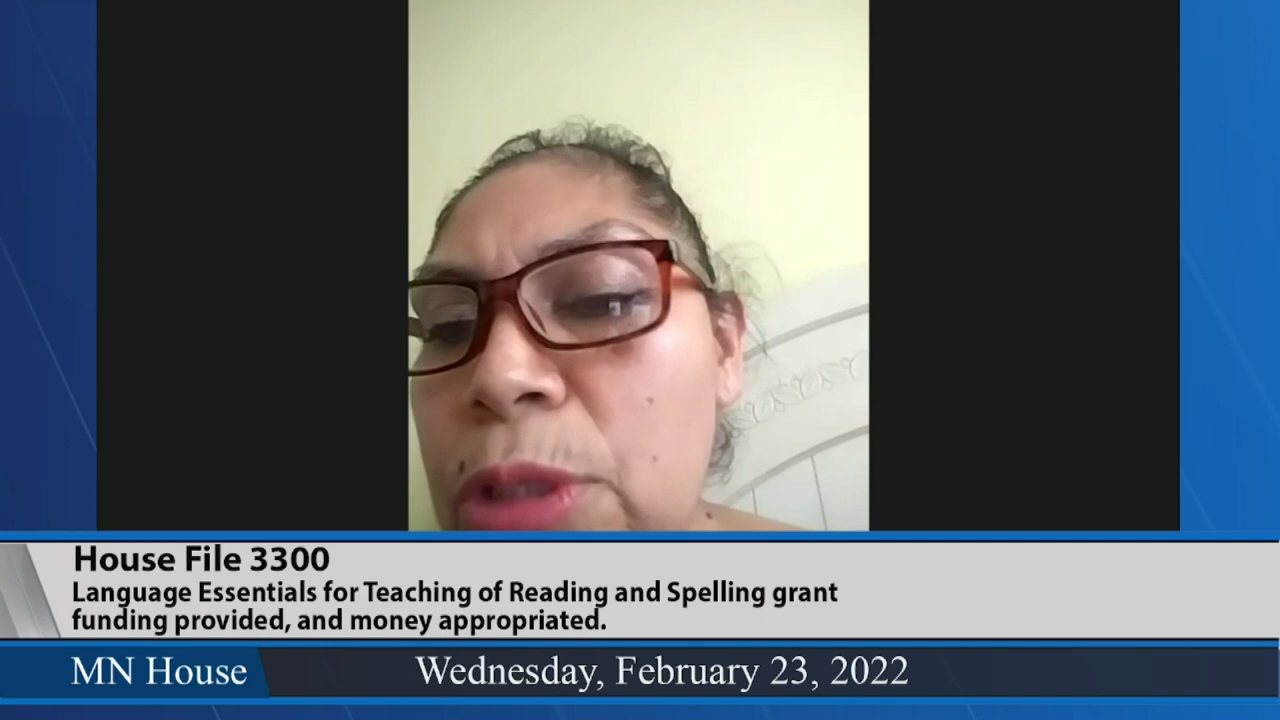 House File 3300
Language Essentials for Teaching of Reading and Spelling grant
funding provided, and money appropriated.
MN House Wednesday, February 23, 2022